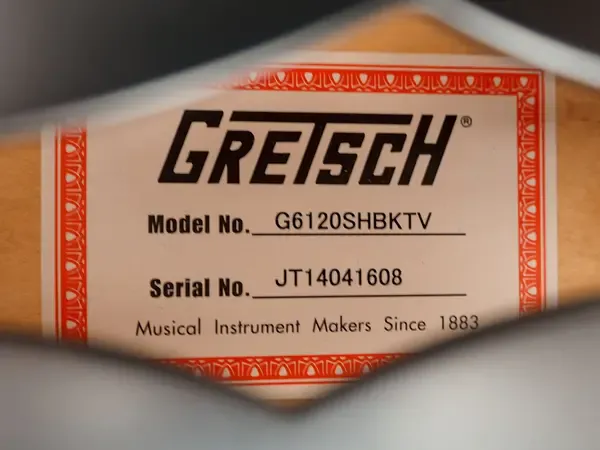 GRETSCH®
Model No. G6120SHBKTV
Serial No. JT14041608
Musical Instrument Makers Since 1883